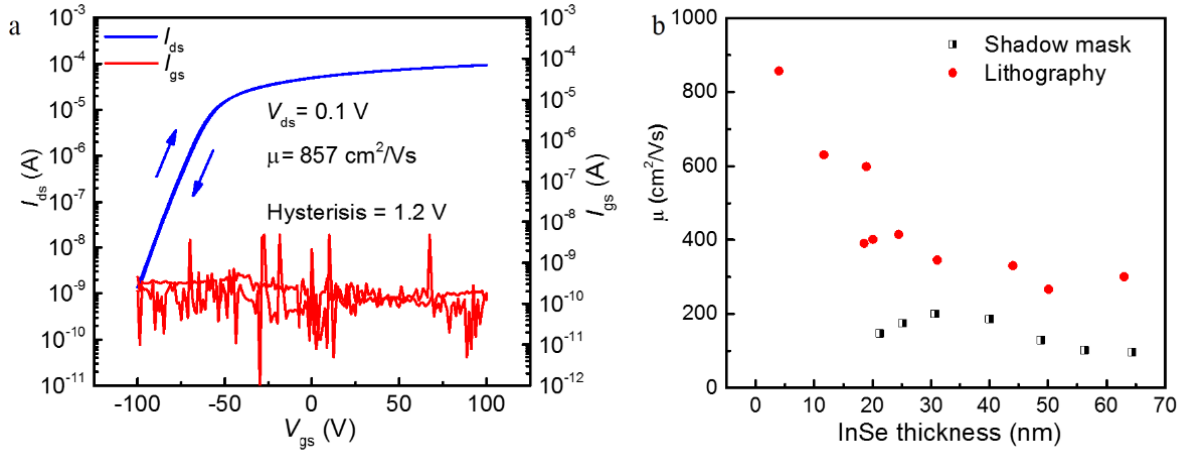 a
10⁻³
10⁻⁴
10⁻⁵
10⁻⁶
10⁻⁷
10⁻⁸
10⁻⁹
10⁻¹⁰
10⁻¹¹
I_ds (A)
I_ds
I_gs
V_ds = 0.1 V
μ = 857 cm²/Vs
Hysterisis = 1.2 V
10⁻³
10⁻⁴
10⁻⁵
10⁻⁶
10⁻⁷
10⁻⁸
10⁻⁹
10⁻¹⁰
10⁻¹¹
10⁻¹²
I_gs (A)
-100 -50 0 50 100
V_gs (V)
b
1000
800
600
400
200
0
μ (cm²/Vs)
Shadow mask
Lithography
0 10 20 30 40 50 60 70
InSe thickness (nm)